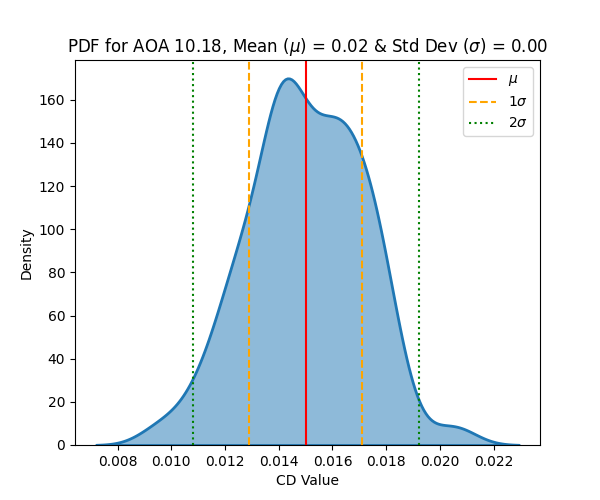 PDF for AOA 10.18, Mean (μ) = 0.02 & Std Dev (σ) = 0.00
μ
1σ
2σ
160
140
120
100
80
60
40
20
0
Density
0.008 0.010 0.012 0.014 0.016 0.018 0.020 0.022
CD Value